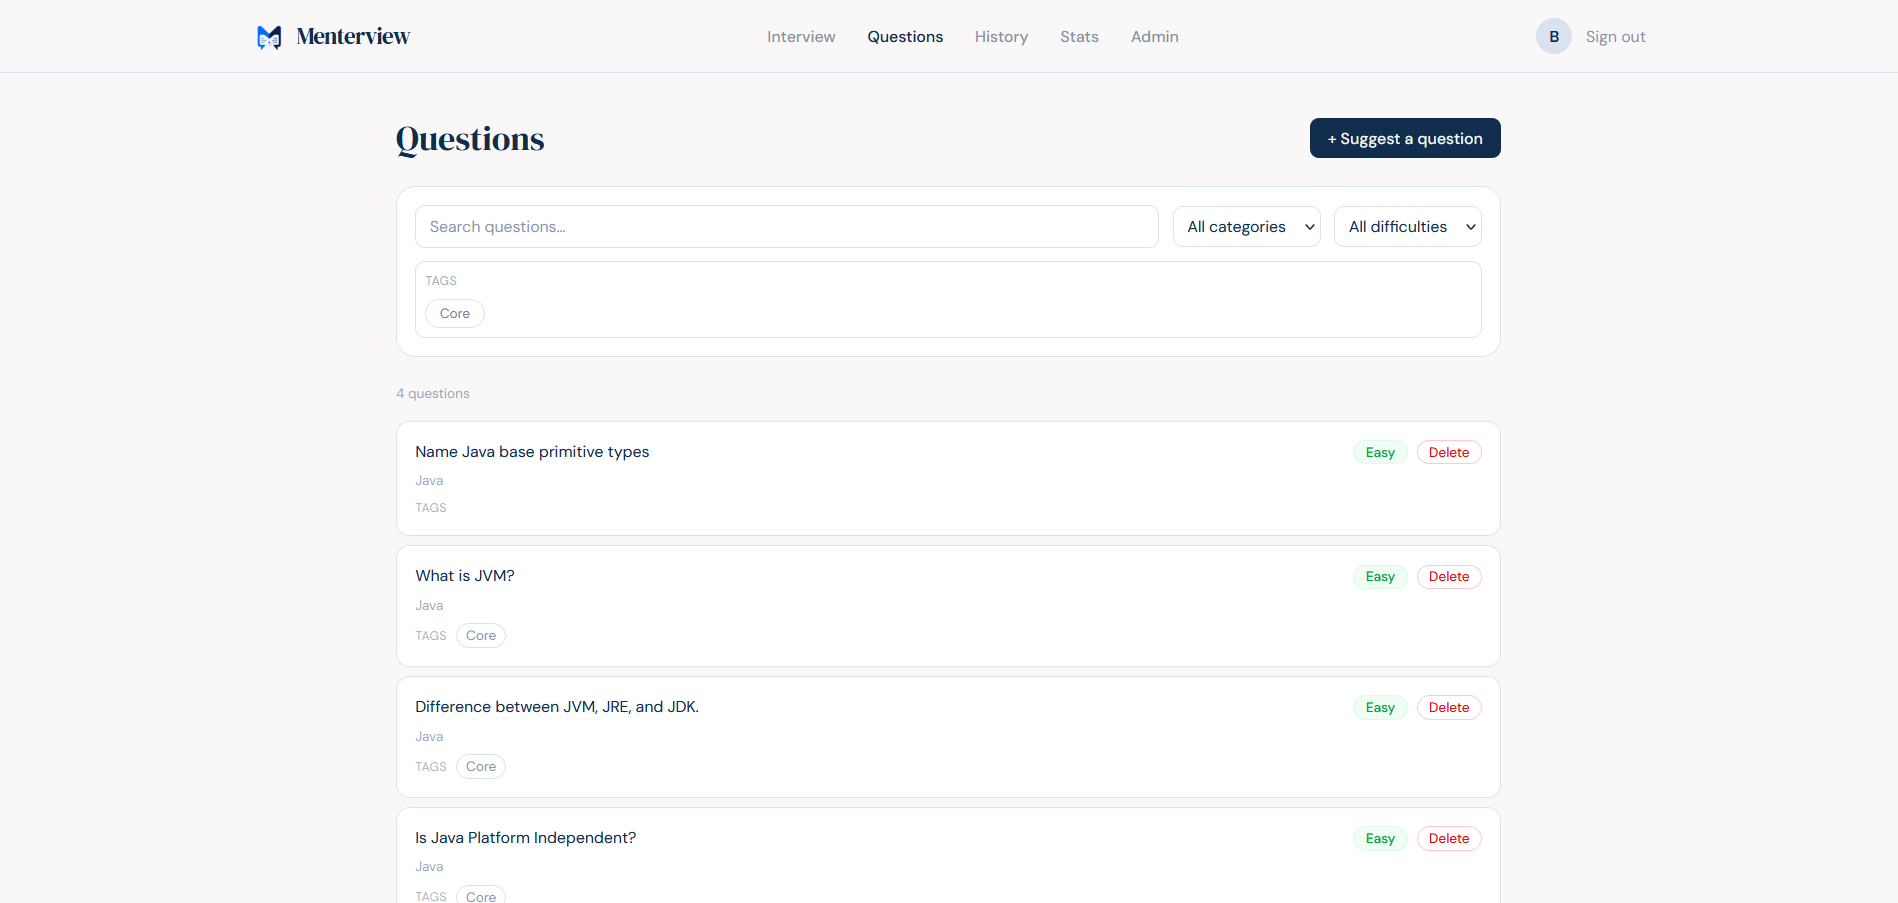 Menterview
Interview Questions History Stats Admin
B Sign out
Questions
+ Suggest a question
Search questions...
All categories
All difficulties
TAGS
Core
4 questions
Name Java base primitive types
Easy Delete
Java
TAGS
What is JVM?
Easy Delete
Java
TAGS Core
Difference between JVM, JRE, and JDK.
Easy Delete
Java
TAGS Core
Is Java Platform Independent?
Easy Delete
Java
TAGS Core